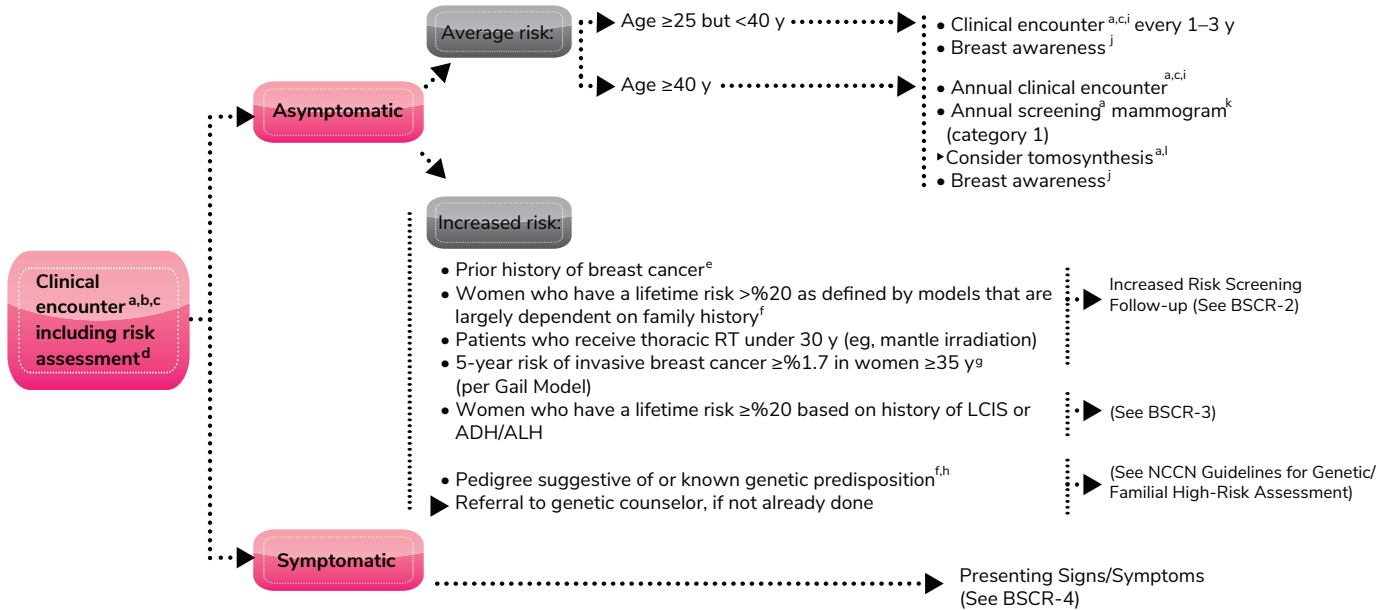 Average risk:
Age ≥25 but <40 y
• Clinical encounter a,c,i every 1–3 y
• Breast awareness j
Age ≥40 y
• Annual clinical encounter a,c,i
• Annual screening a mammogram k
(category 1)
▸Consider tomosynthesis a,l
• Breast awareness j
Asymptomatic
Increased risk:
Clinical
encounter a,b,c
including risk
assessment d
• Prior history of breast cancer e
• Women who have a lifetime risk >%20 as defined by models that are
largely dependent on family history f
• Patients who receive thoracic RT under 30 y (eg, mantle irradiation)
• 5-year risk of invasive breast cancer ≥%1.7 in women ≥35 y g
(per Gail Model)
Increased Risk Screening
Follow-up (See BSCR-2)
• Women who have a lifetime risk ≥%20 based on history of LCIS or
ADH/ALH
(See BSCR-3)
• Pedigree suggestive of or known genetic predisposition f,h
▶ Referral to genetic counselor, if not already done
(See NCCN Guidelines for Genetic/
Familial High-Risk Assessment)
Symptomatic
Presenting Signs/Symptoms
(See BSCR-4)